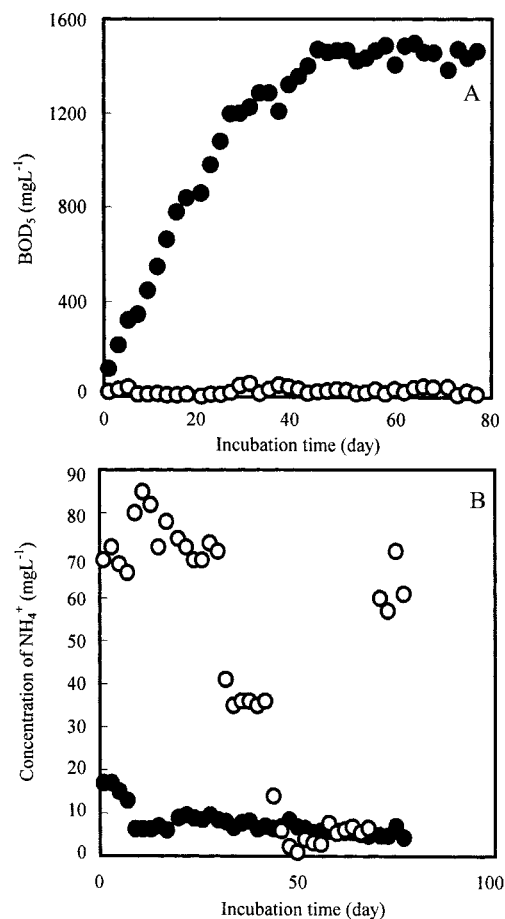 1600
1200
800
400
0
BOD₅ (mgL⁻¹)
A
0 20 40 60 80
Incubation time (day)
90
80
70
60
50
40
30
20
10
0
Concentration of NH₄⁺ (mgL⁻¹)
B
0 50 100
Incubation time (day)